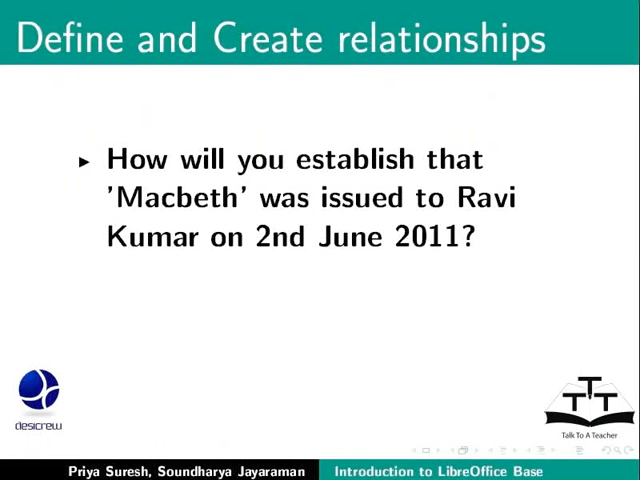 Define and Create relationships
How will you establish that
'Macbeth' was issued to Ravi
Kumar on 2nd June 2011?
desicrew
TTT
Talk To A Teacher
Priya Suresh, Soundharya Jayaraman Introduction to LibreOffice Base